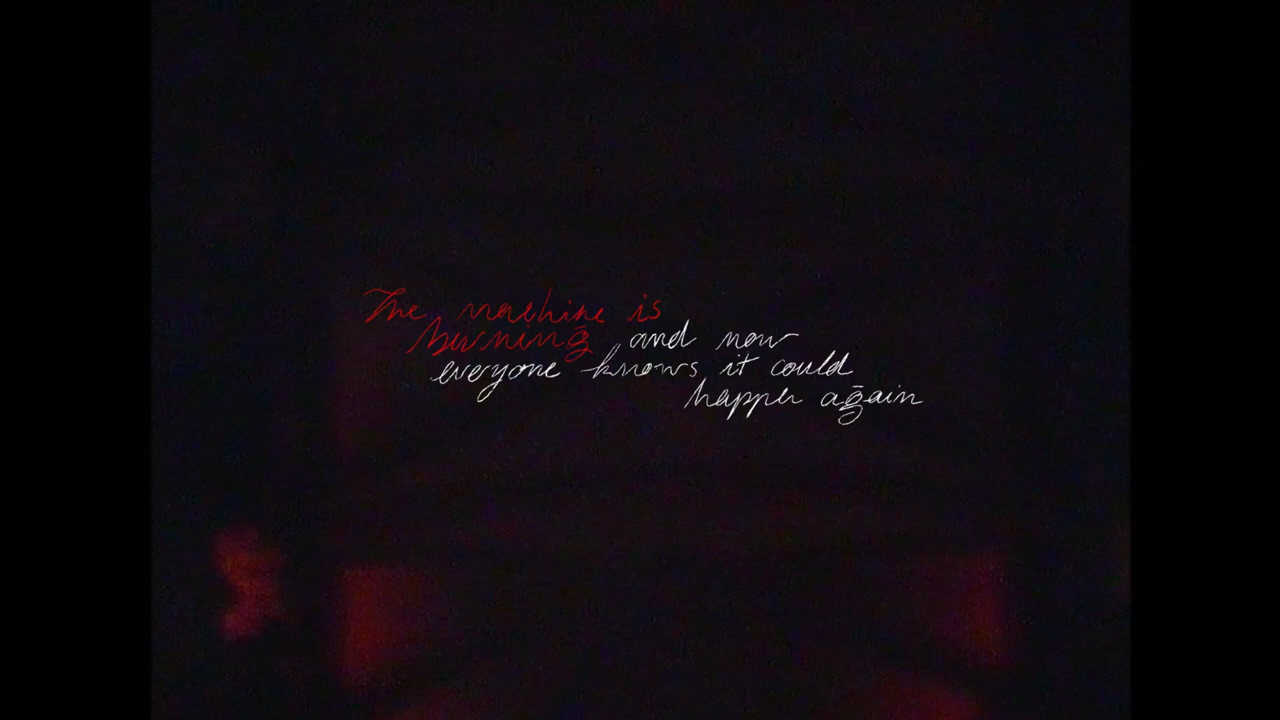 The machine is
burning and now
everyone knows it could
happen again